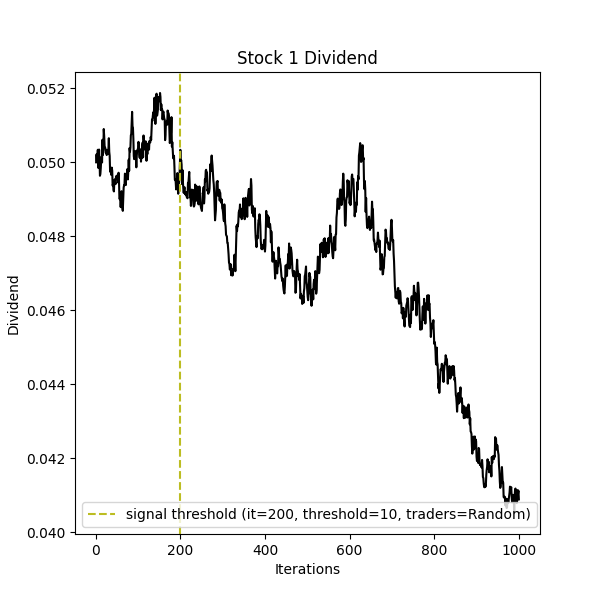 Stock 1 Dividend
0.052
0.050
0.048
0.046
0.044
0.042
0.040
Dividend
signal threshold (it=200, threshold=10, traders=Random)
0 200 400 600 800 1000
Iterations